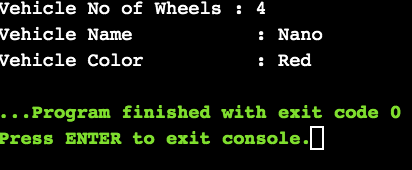 Vehicle No of Wheels : 4
Vehicle Name         : Nano
Vehicle Color        : Red
...Program finished with exit code 0
Press ENTER to exit console.